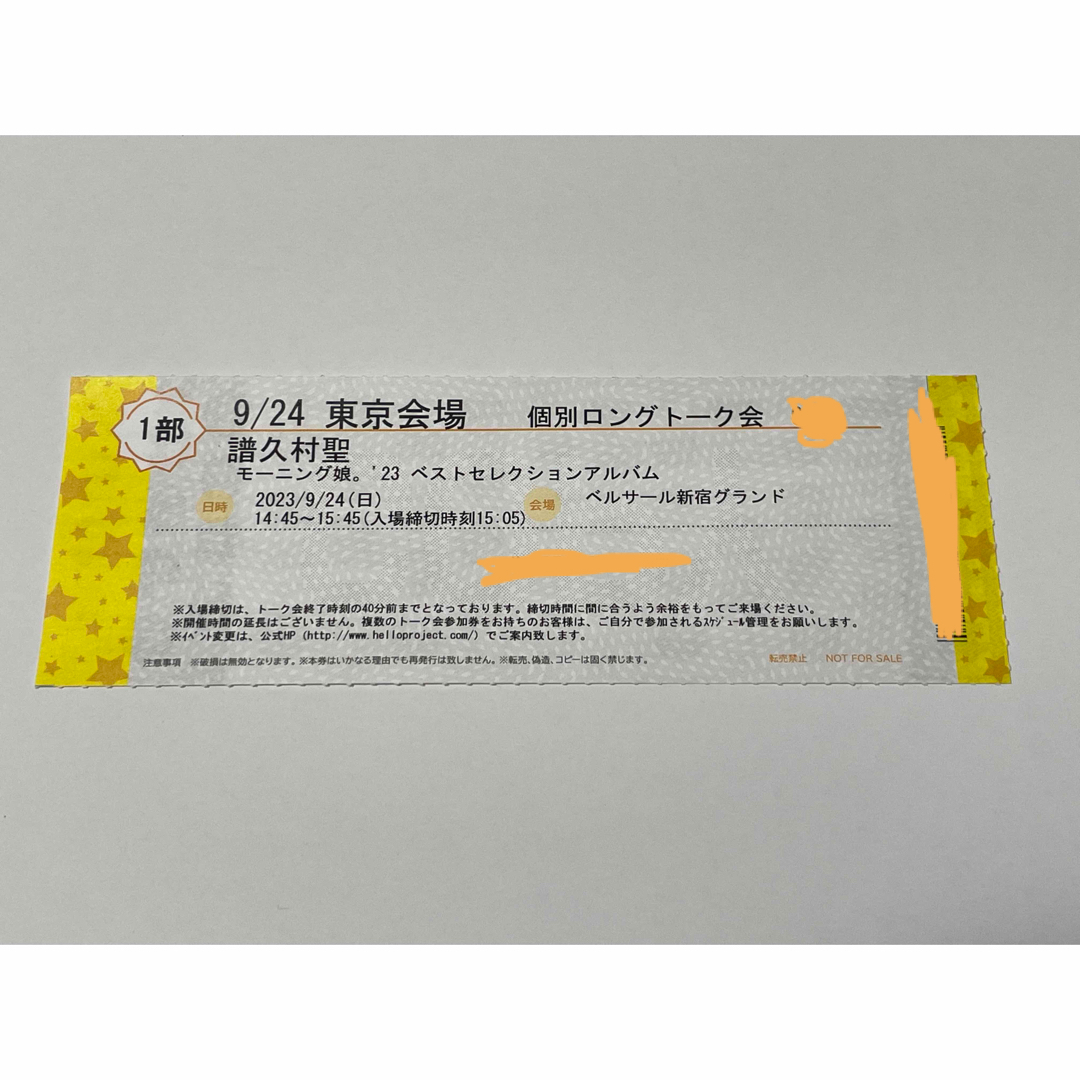 1部
9/24 東京会場 個別ロングトーク会
譜久村聖
モーニング娘。'23 ベストセレクションアルバム
日時 2023/9/24(日) 会場 ベルサール新宿グランド
14:45～15:45(入場締切時刻15:05)
※入場締切は、トーク会終了時刻の40分前までとなっております。締切時間に間に合うよう余裕をもってご来場ください。
※開催時間の延長はございません。複数のトーク会参加券をお持ちのお客様は、ご自分で参加されるｽｹｼﾞｭｰﾙ管理をお願いします。
※ｲﾍﾞﾝﾄ変更は、公式HP (http://www.helloproject.com/) でご案内致します。
注意事項 ※破損は無効となります。※本券はいかなる理由でも再発行は致しません。※転売、偽造、コピーは固く禁じます。 転売禁止 NOT FOR SALE